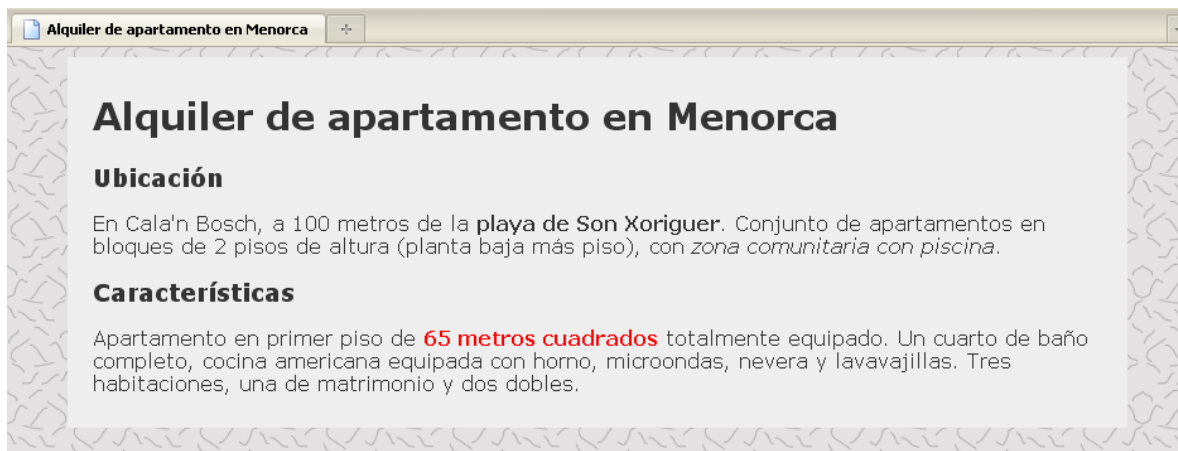 Alquiler de apartamento en Menorca
Alquiler de apartamento en Menorca
Ubicación
En Cala'n Bosch, a 100 metros de la playa de Son Xoriguer. Conjunto de apartamentos en
bloques de 2 pisos de altura (planta baja más piso), con zona comunitaria con piscina.
Características
Apartamento en primer piso de 65 metros cuadrados totalmente equipado. Un cuarto de baño
completo, cocina americana equipada con horno, microondas, nevera y lavavajillas. Tres
habitaciones, una de matrimonio y dos dobles.